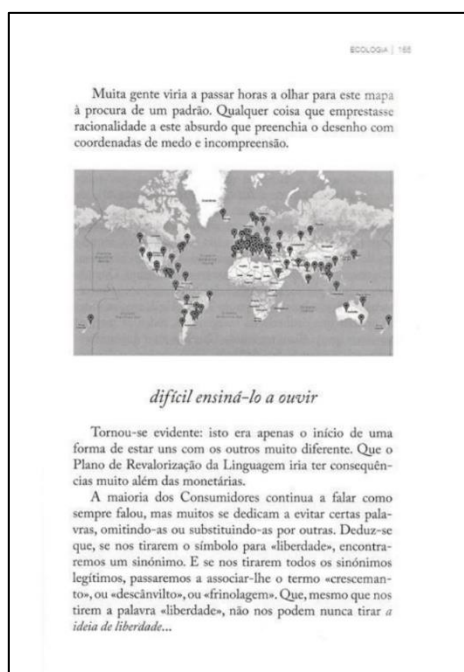 ECOLOGIA | 165
Muita gente viria a passar horas a olhar para este mapa
à procura de um padrão. Qualquer coisa que emprestasse
racionalidade a este absurdo que preenchia o desenho com
coordenadas de medo e incompreensão.
difícil ensiná-lo a ouvir
Tornou-se evidente: isto era apenas o início de uma
forma de estar uns com os outros muito diferente. Que o
Plano de Revalorização da Linguagem iria ter consequên-
cias muito além das monetárias.
A maioria dos Consumidores continua a falar como
sempre falou, mas muitos se dedicam a evitar certas pala-
vras, omitindo-as ou substituindo-as por outras. Deduz-se
que, se nos tirarem o símbolo para «liberdade», encontra-
remos um sinónimo. E se nos tirarem todos os sinónimos
legítimos, passaremos a associar-lhe o termo «cresceman-
to», ou «descânvilto», ou «frinolagem». Que, mesmo que nos
tirem a palavra «liberdade», não nos podem nunca tirar a
ideia de liberdade...